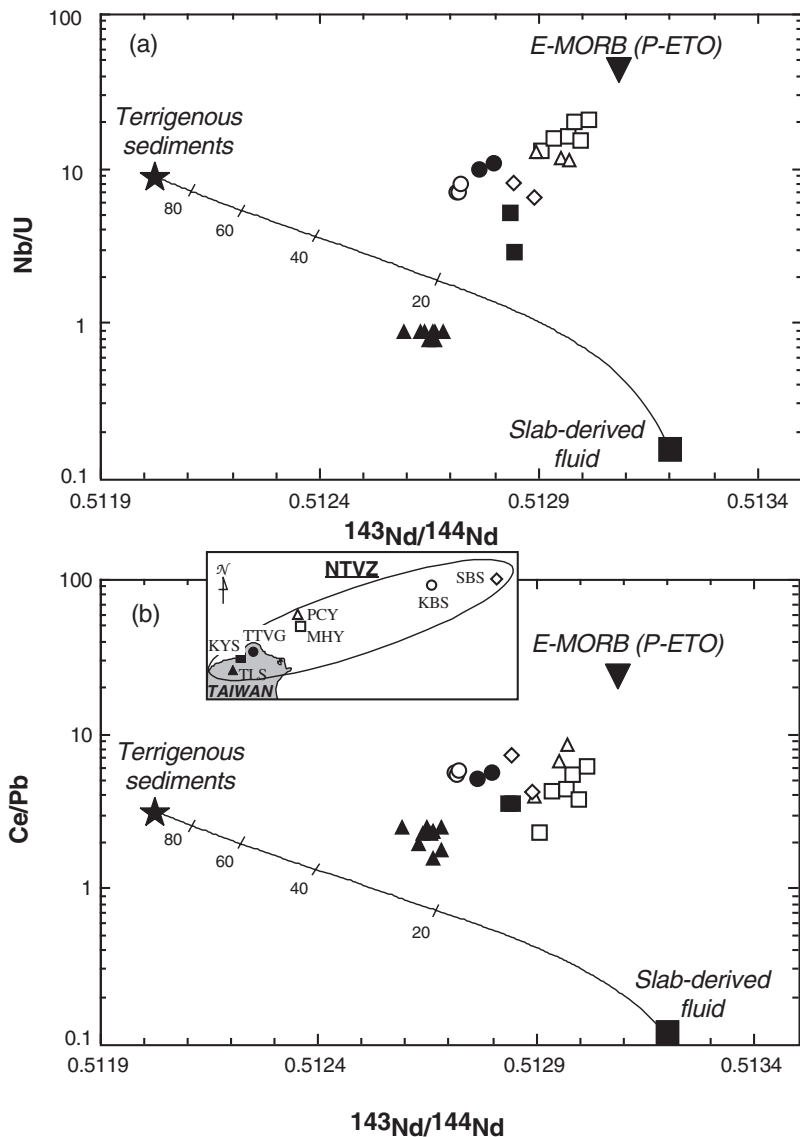 (a)
E-MORB (P-ETO)
Terrigenous
sediments
100
10
1
0.1
Nb/U
80
60
40
20
Slab-derived
fluid
0.5119
0.5124
0.5129
0.5134
143Nd/144Nd
N
NTVZ
SBS
KBS
PCY
MHY
TTVG
KYS
TLS
TAIWAN
(b)
E-MORB (P-ETO)
Terrigenous
sediments
100
10
1
0.1
Ce/Pb
80
60
40
20
Slab-derived
fluid
0.5119
0.5124
0.5129
0.5134
143Nd/144Nd